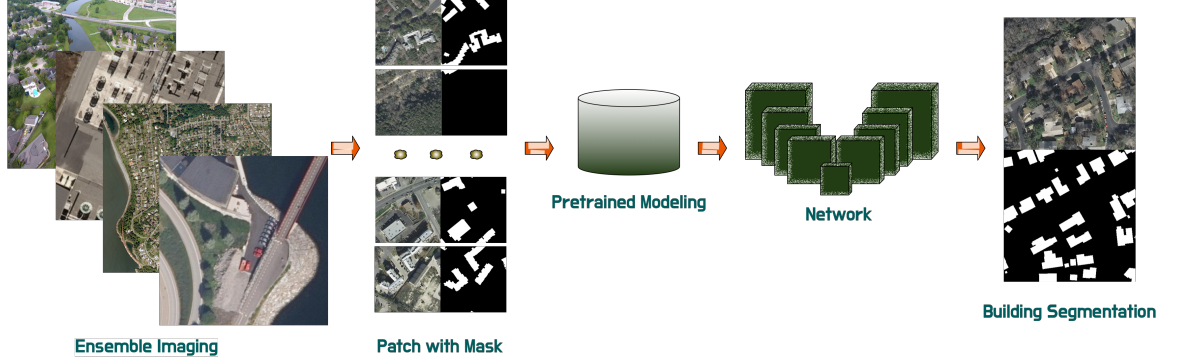 Pretrained Modeling
Network
Building Segmentation
Ensemble Imaging
Patch with Mask